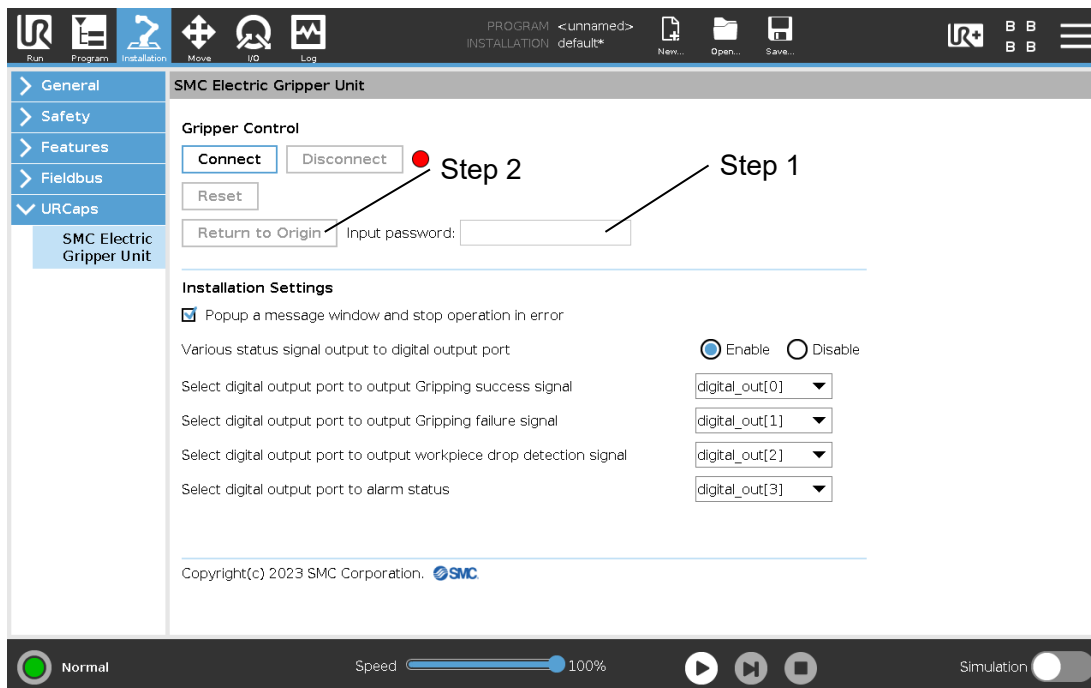 PROGRAM <unnamed>
INSTALLATION default*
Run Program Installation Move I/O Log New... Open... Save...
UR UR+ B B
B B
General
Safety
Features
Fieldbus
URCaps
SMC Electric
Gripper Unit
SMC Electric Gripper Unit
Gripper Control
Connect Disconnect Step 2 Step 1
Reset
Return to Origin Input password:
Installation Settings
Popup a message window and stop operation in error
Various status signal output to digital output port Enable Disable
Select digital output port to output Gripping success signal digital_out[0]
Select digital output port to output Gripping failure signal digital_out[1]
Select digital output port to output workpiece drop detection signal digital_out[2]
Select digital output port to alarm status digital_out[3]
Copyright(c) 2023 SMC Corporation. SMC.
Normal Speed 100% Simulation